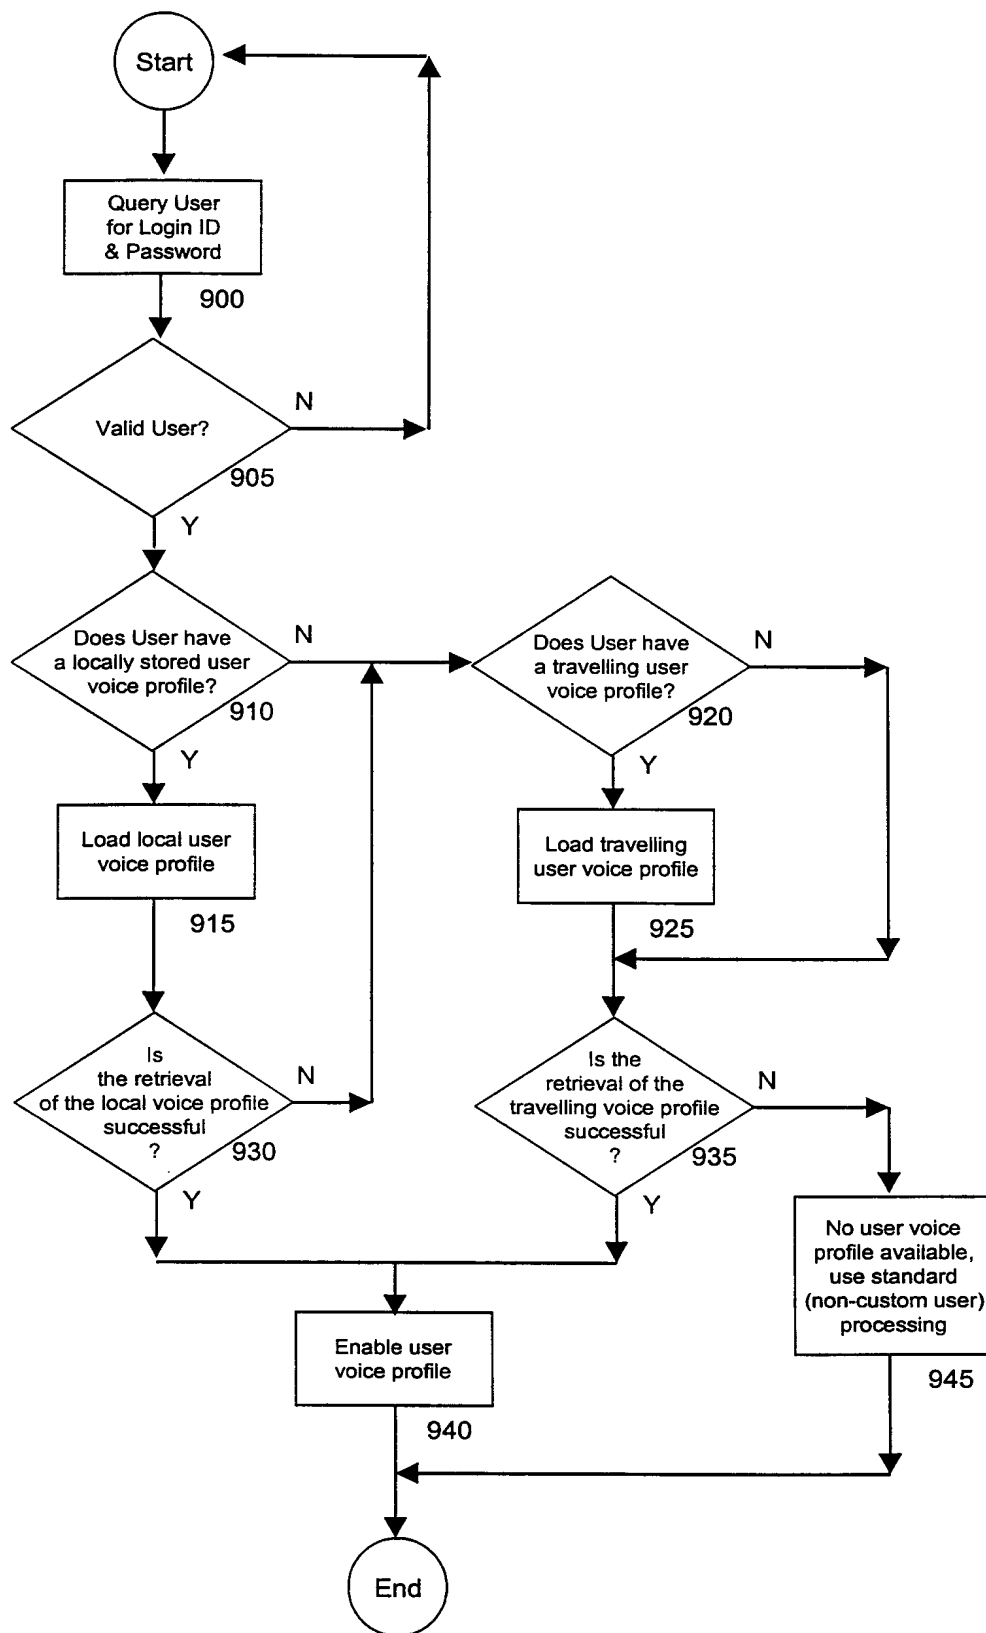 Start
Query User
for Login ID
& Password
900
Valid User?
N
905
Y
Does User have
a locally stored user
voice profile?
N
910
Y
Does User have
a travelling user
voice profile?
N
920
Y
Load local user
voice profile
915
Load travelling
user voice profile
925
Is
the retrieval
of the local voice profile
successful
?
N
930
Y
Is the
retrieval of the
travelling voice profile
successful
?
N
935
Y
No user voice
profile available,
use standard
(non-custom user)
processing
945
Enable user
voice profile
940
End